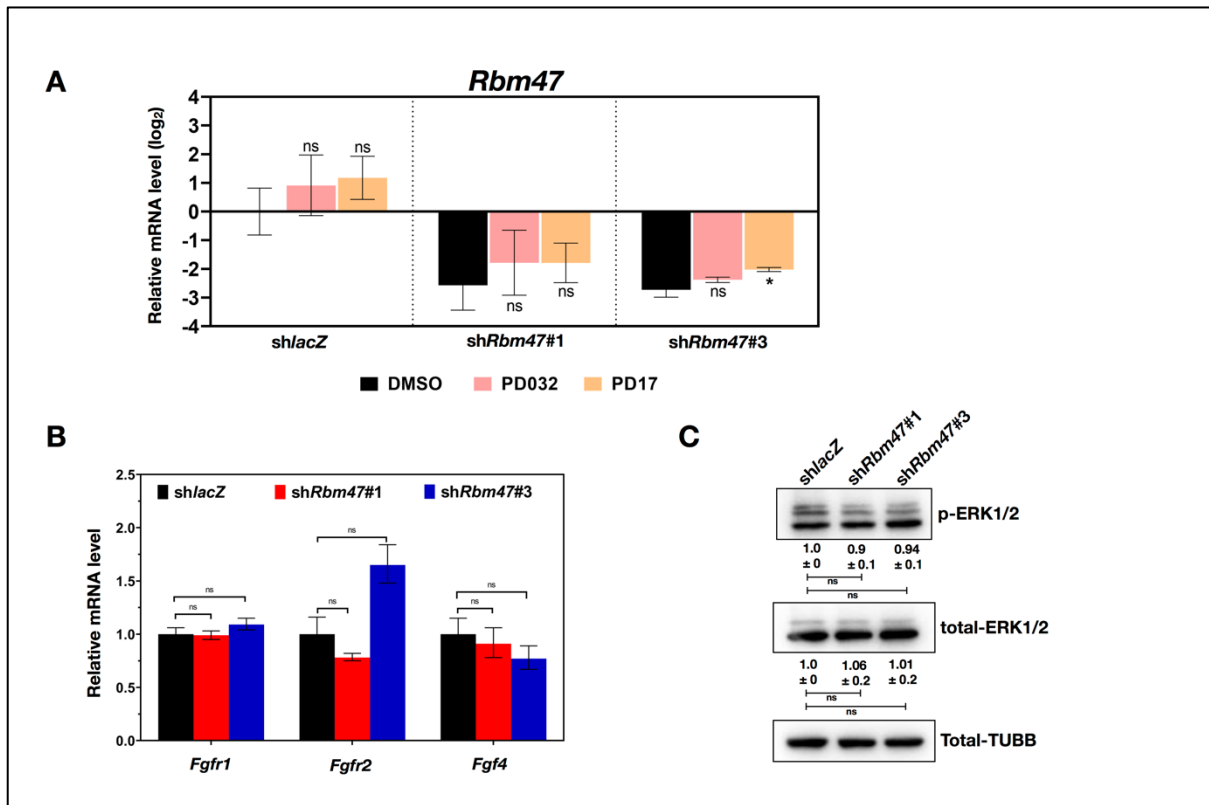 A
Rbm47
Relative mRNA level (log2)
4
3
2
1
0
-1
-2
-3
-4
ns
ns
ns
ns
ns
*
shlacZ
shRbm47#1
shRbm47#3
DMSO
PD032
PD17
B
Relative mRNA level
2.5
2.0
1.5
1.0
0.5
0.0
shlacZ
shRbm47#1
shRbm47#3
ns
ns
ns
ns
ns
ns
Fgfr1
Fgfr2
Fgf4
C
shlacZ
shRbm47#1
shRbm47#3
p-ERK1/2
1.0 0.9 0.94
± 0 ± 0.1 ± 0.1
ns
ns
total-ERK1/2
1.0 1.06 1.01
± 0 ± 0.2 ± 0.2
ns
ns
Total-TUBB